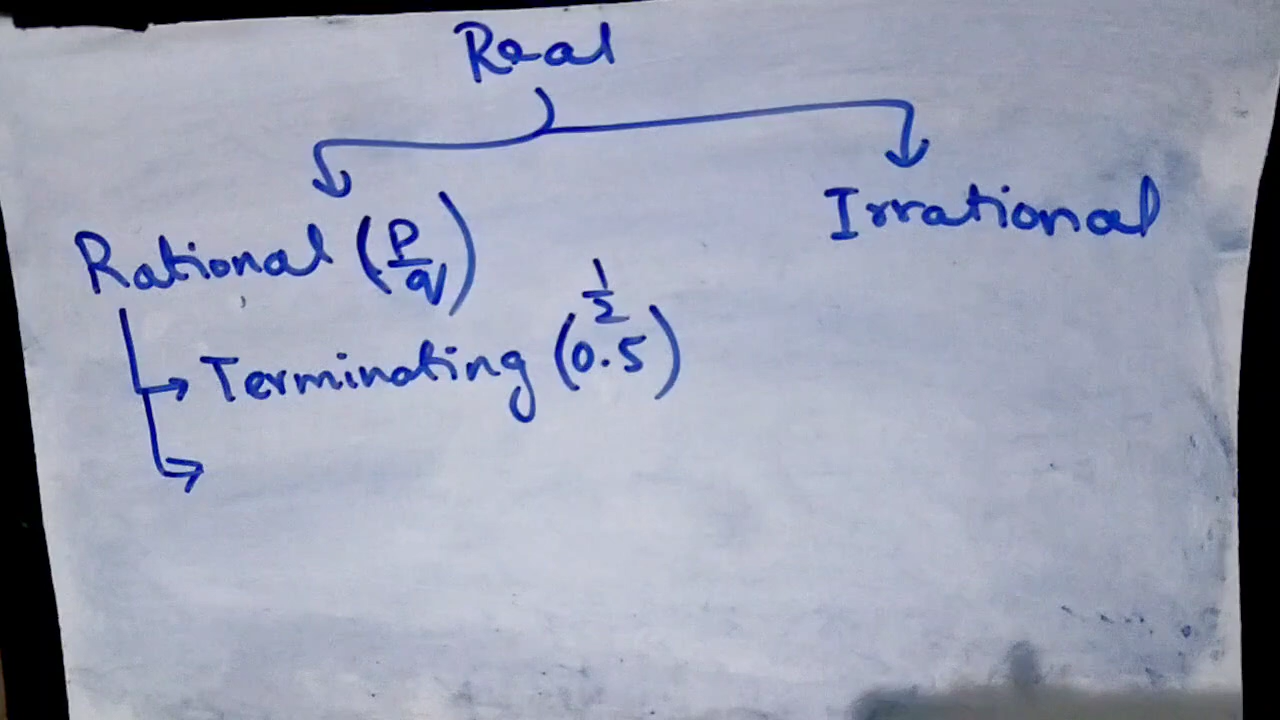 Real
Rational (p/q)
Irrational
1/2
Terminating (0.5)